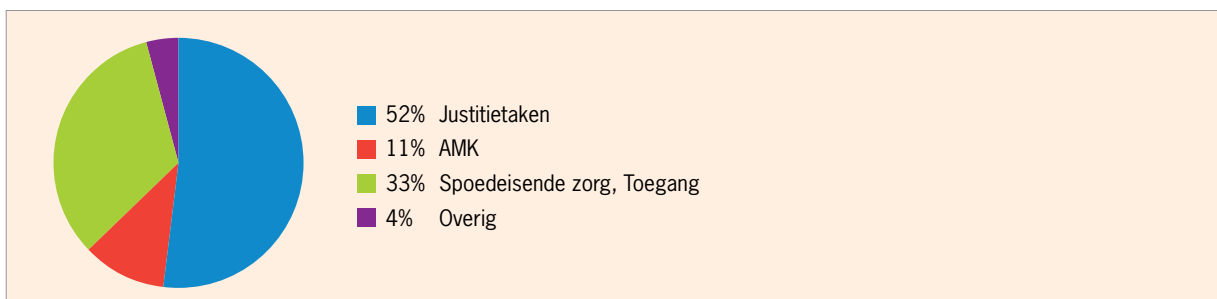 52% Justitietaken
11% AMK
33% Spoedeisende zorg, Toegang
4% Overig